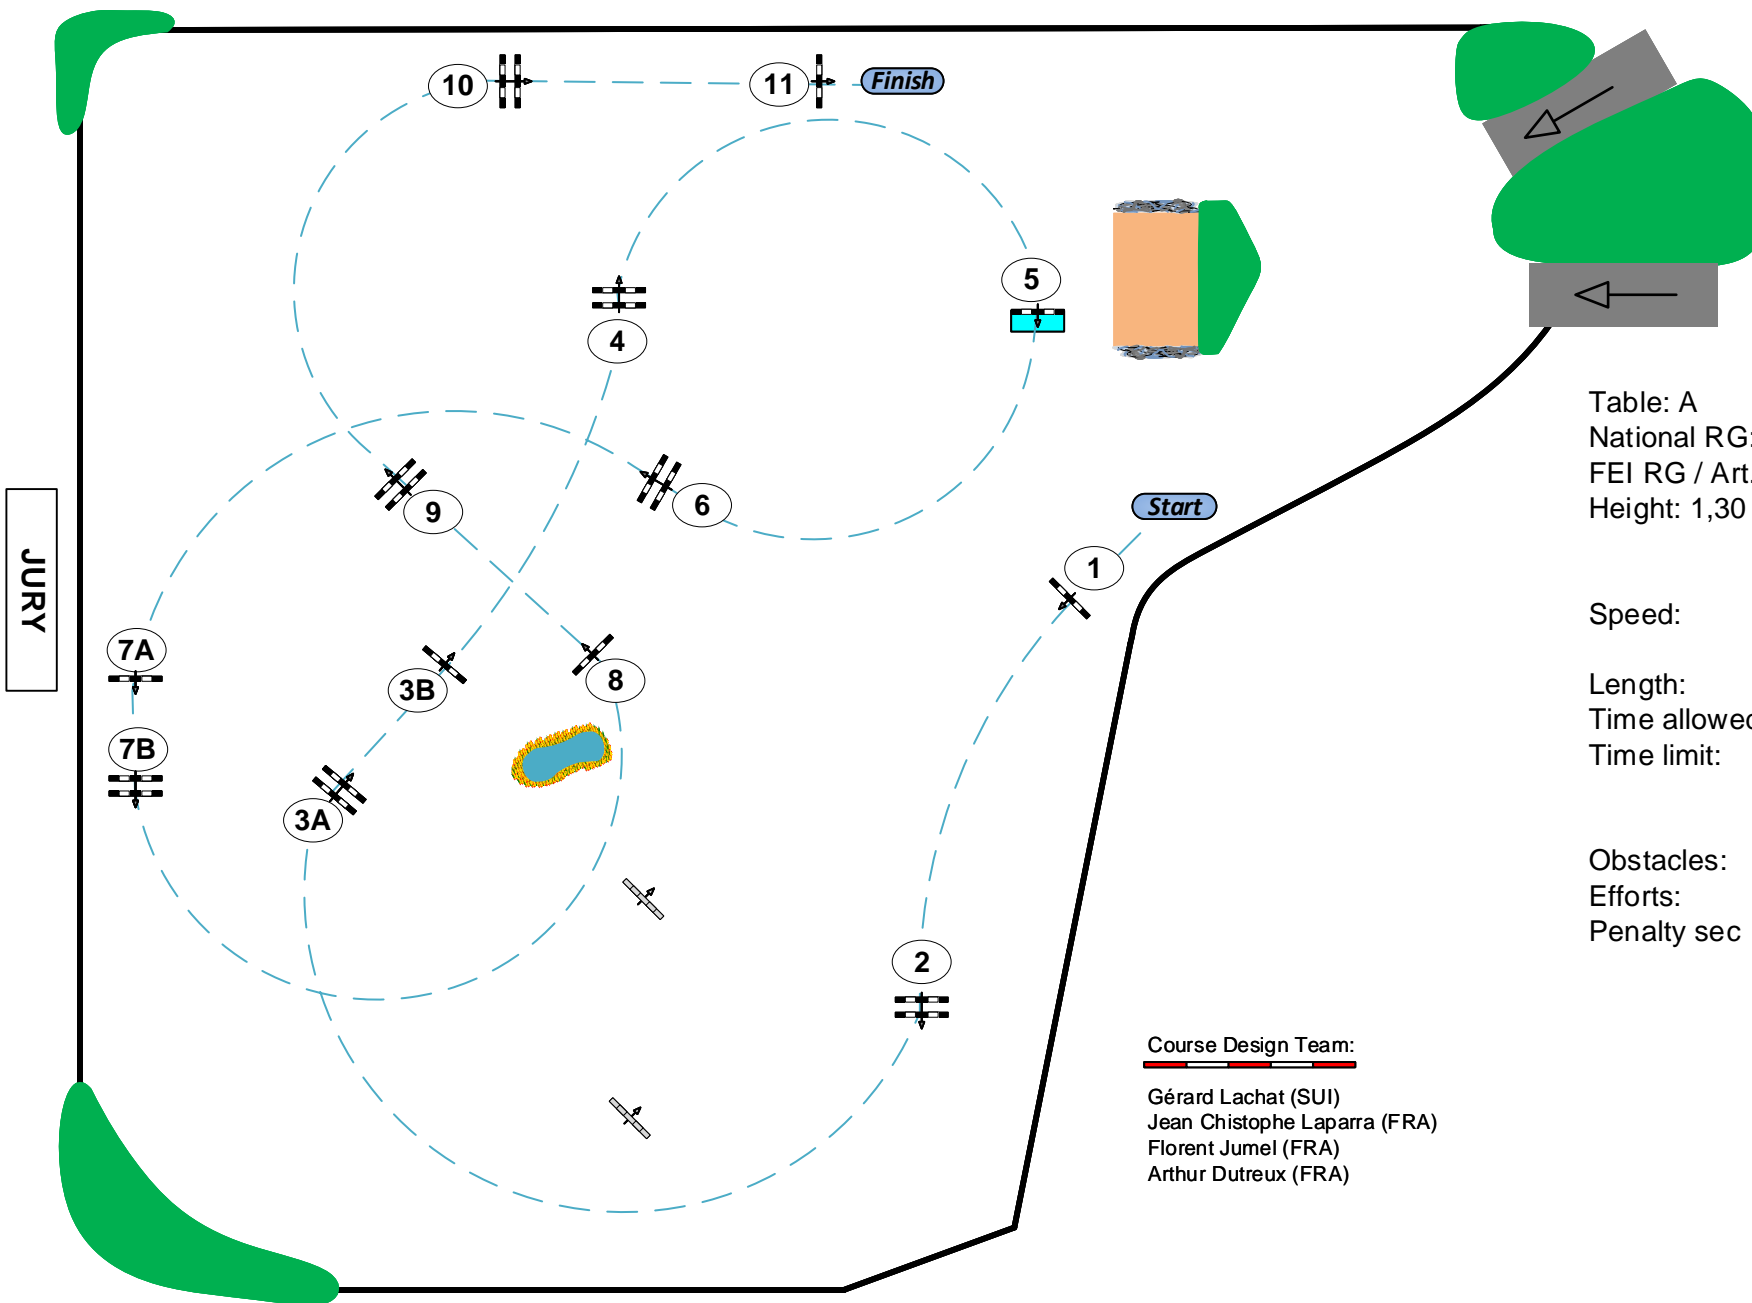 10
11
Finish
5
4
9
6
Start
1
JURY
7A
3B
8
7B
3A
2
Table: A
National RG:
FEI RG / Art.
Height: 1,30
Speed:
Length:
Time allowed
Time limit:
Obstacles:
Efforts:
Penalty sec
Course Design Team:
Gérard Lachat (SUI)
Jean Chistophe Laparra (FRA)
Florent Jumel (FRA)
Arthur Dutreux (FRA)